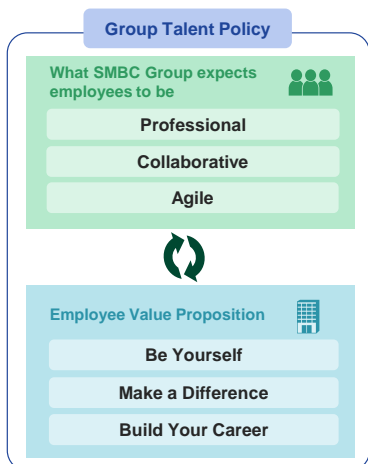 Group Talent Policy
What SMBC Group expects
employees to be
Professional
Collaborative
Agile
Employee Value Proposition
Be Yourself
Make a Difference
Build Your Career